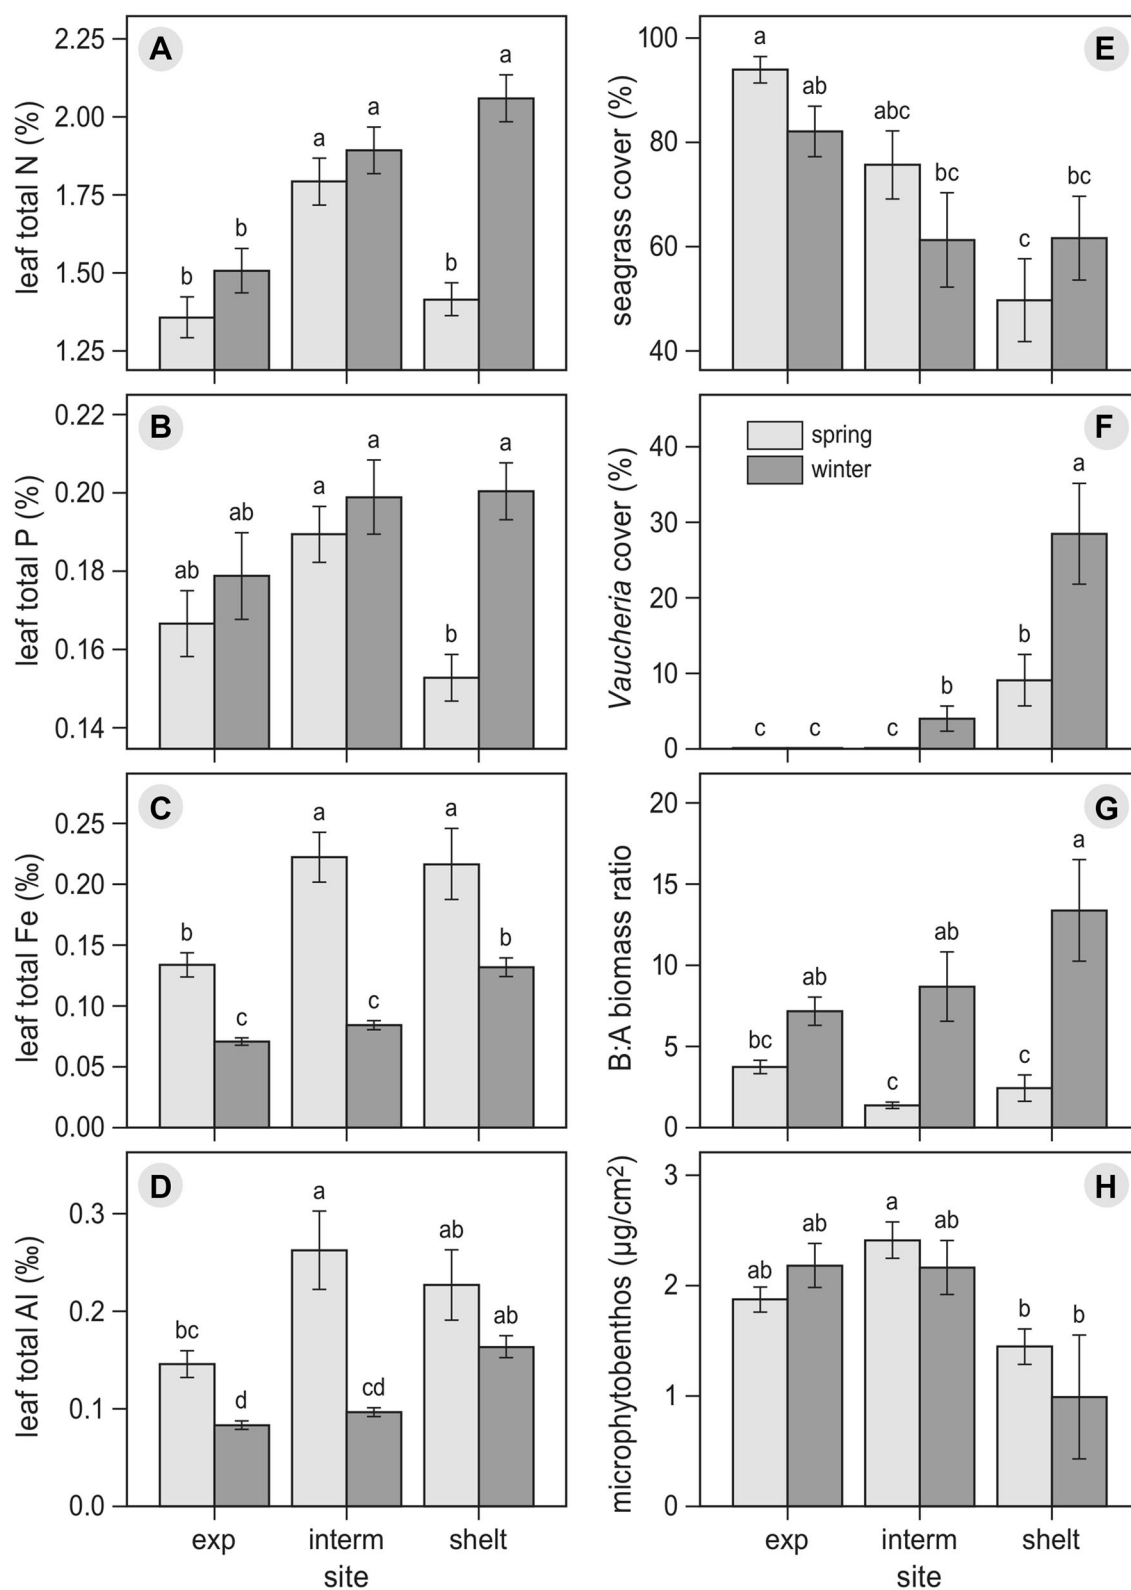 A
leaf total N (%)
2.25
2.00
1.75
1.50
1.25
b
b
a
a
b
a
E
seagrass cover (%)
100
80
60
40
a
ab
abc
bc
c
bc
B
leaf total P (%)
0.22
0.20
0.18
0.16
0.14
ab
ab
a
a
b
a
F
Vaucheria cover (%)
40
30
20
10
0
spring
winter
c
c
c
b
b
a
C
leaf total Fe (‰)
0.25
0.20
0.15
0.10
0.05
0.00
b
c
a
c
a
b
G
B:A biomass ratio
20
15
10
5
0
bc
ab
c
ab
c
a
D
leaf total Al (‰)
0.3
0.2
0.1
0.0
bc
d
a
cd
ab
ab
exp
interm
shelt
site
H
microphytobenthos (µg/cm²)
3
2
1
0
ab
ab
a
ab
b
b
exp
interm
shelt
site